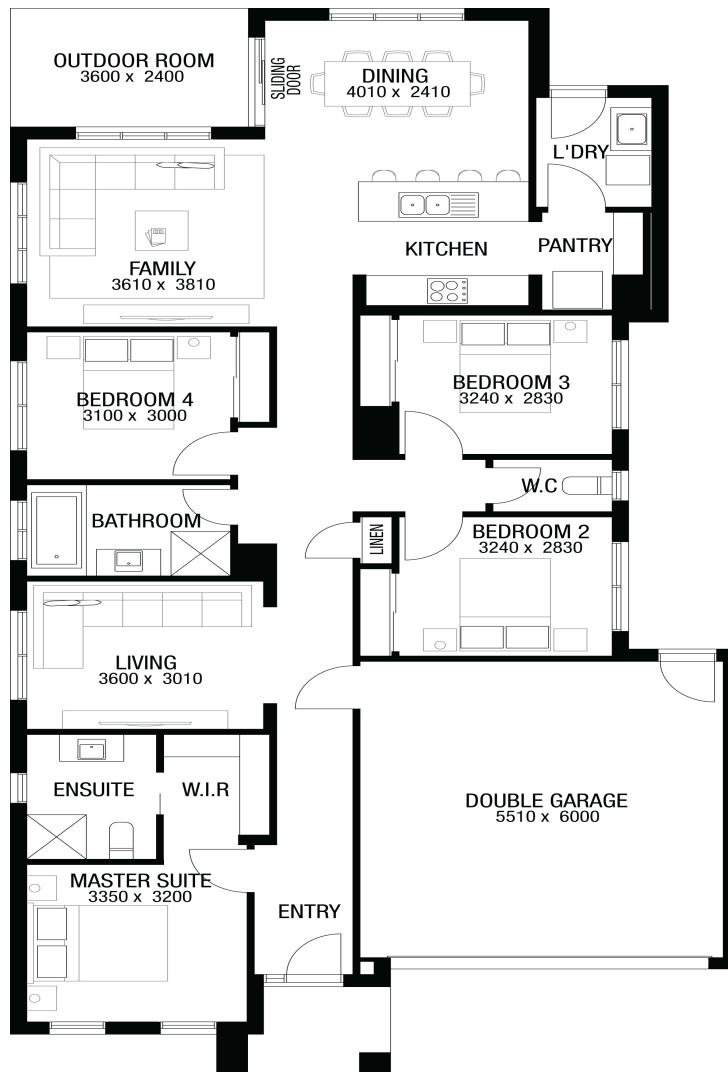 OUTDOOR ROOM
3600 x 2400
SLIDING
DOOR
DINING
4010 x 2410
L'DRY
KITCHEN
PANTRY
FAMILY
3610 x 3810
BEDROOM 4
3100 x 3000
BEDROOM 3
3240 x 2830
W.C
BATHROOM
LINEN
BEDROOM 2
3240 x 2830
LIVING
3600 x 3010
ENSUITE
W.I.R
DOUBLE GARAGE
5510 x 6000
MASTER SUITE
3350 x 3200
ENTRY